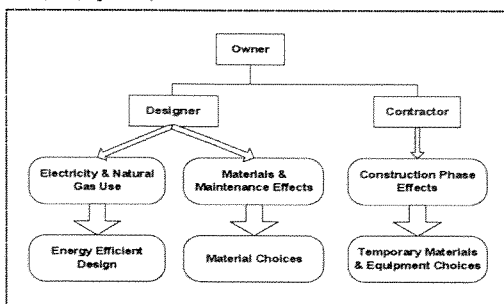 Owner
Designer
Contractor
Electricity & Natural
Gas Use
Materials &
Maintenance Effects
Construction Phase
Effects
Energy Efficient
Design
Material Choices
Temporary Materials
& Equipment Choices